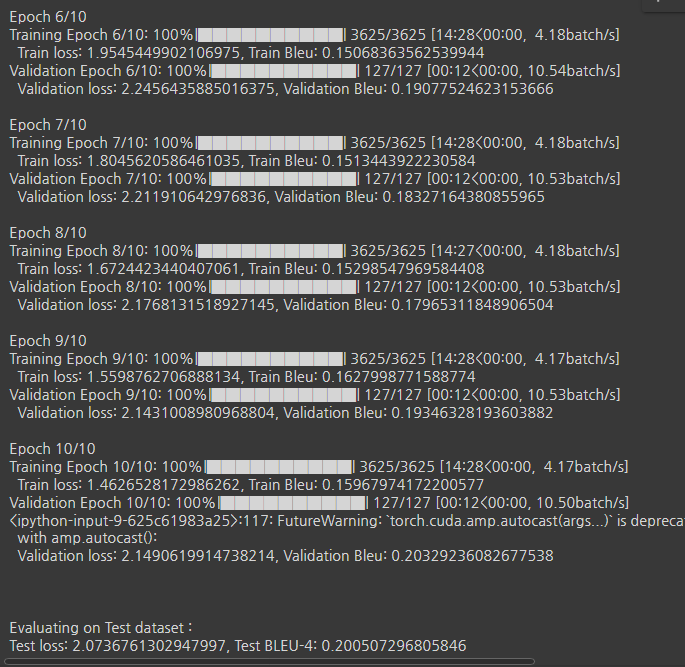 Epoch 6/10
Training Epoch 6/10: 100%| | 3625/3625 [14:28<00:00, 4.18batch/s]
Train loss: 1.9545449902106975, Train Bleu: 0.15068363562539944
Validation Epoch 6/10: 100%| | 127/127 [00:12<00:00, 10.54batch/s]
Validation loss: 2.2456435885016375, Validation Bleu: 0.19077524623153666
Epoch 7/10
Training Epoch 7/10: 100%| | 3625/3625 [14:28<00:00, 4.18batch/s]
Train loss: 1.8045620586461035, Train Bleu: 0.1513443922230584
Validation Epoch 7/10: 100%| | 127/127 [00:12<00:00, 10.53batch/s]
Validation loss: 2.211910642976836, Validation Bleu: 0.18327164380855965
Epoch 8/10
Training Epoch 8/10: 100%| | 3625/3625 [14:27<00:00, 4.18batch/s]
Train loss: 1.6724423440407061, Train Bleu: 0.15298547969584408
Validation Epoch 8/10: 100%| | 127/127 [00:12<00:00, 10.53batch/s]
Validation loss: 2.1768131518927145, Validation Bleu: 0.17965311848906504
Epoch 9/10
Training Epoch 9/10: 100%| | 3625/3625 [14:28<00:00, 4.17batch/s]
Train loss: 1.5598762706888134, Train Bleu: 0.1627998771588774
Validation Epoch 9/10: 100%| | 127/127 [00:12<00:00, 10.53batch/s]
Validation loss: 2.1431008980968804, Validation Bleu: 0.19346328193603882
Epoch 10/10
Training Epoch 10/10: 100%| | 3625/3625 [14:28<00:00, 4.17batch/s]
Train loss: 1.4626528172986262, Train Bleu: 0.15967974172200577
Validation Epoch 10/10: 100%| | 127/127 [00:12<00:00, 10.50batch/s]
<ipython-input-9-625c61983a25>:117: FutureWarning: `torch.cuda.amp.autocast(args...)` is depreca
with amp.autocast():
Validation loss: 2.1490619914738214, Validation Bleu: 0.20329236082677538
Evaluating on Test dataset :
Test loss: 2.0736761302947997, Test BLEU-4: 0.200507296805846